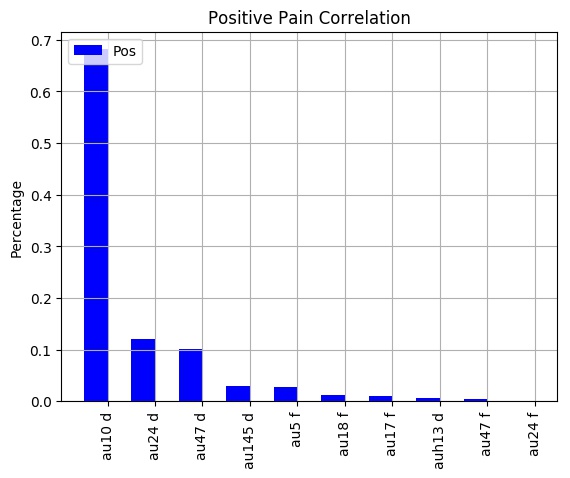 Positive Pain Correlation
Pos
Percentage
0.7
0.6
0.5
0.4
0.3
0.2
0.1
0.0
au10 d
au24 d
au47 d
au145 d
au5 f
au18 f
au17 f
auh13 d
au47 f
au24 f